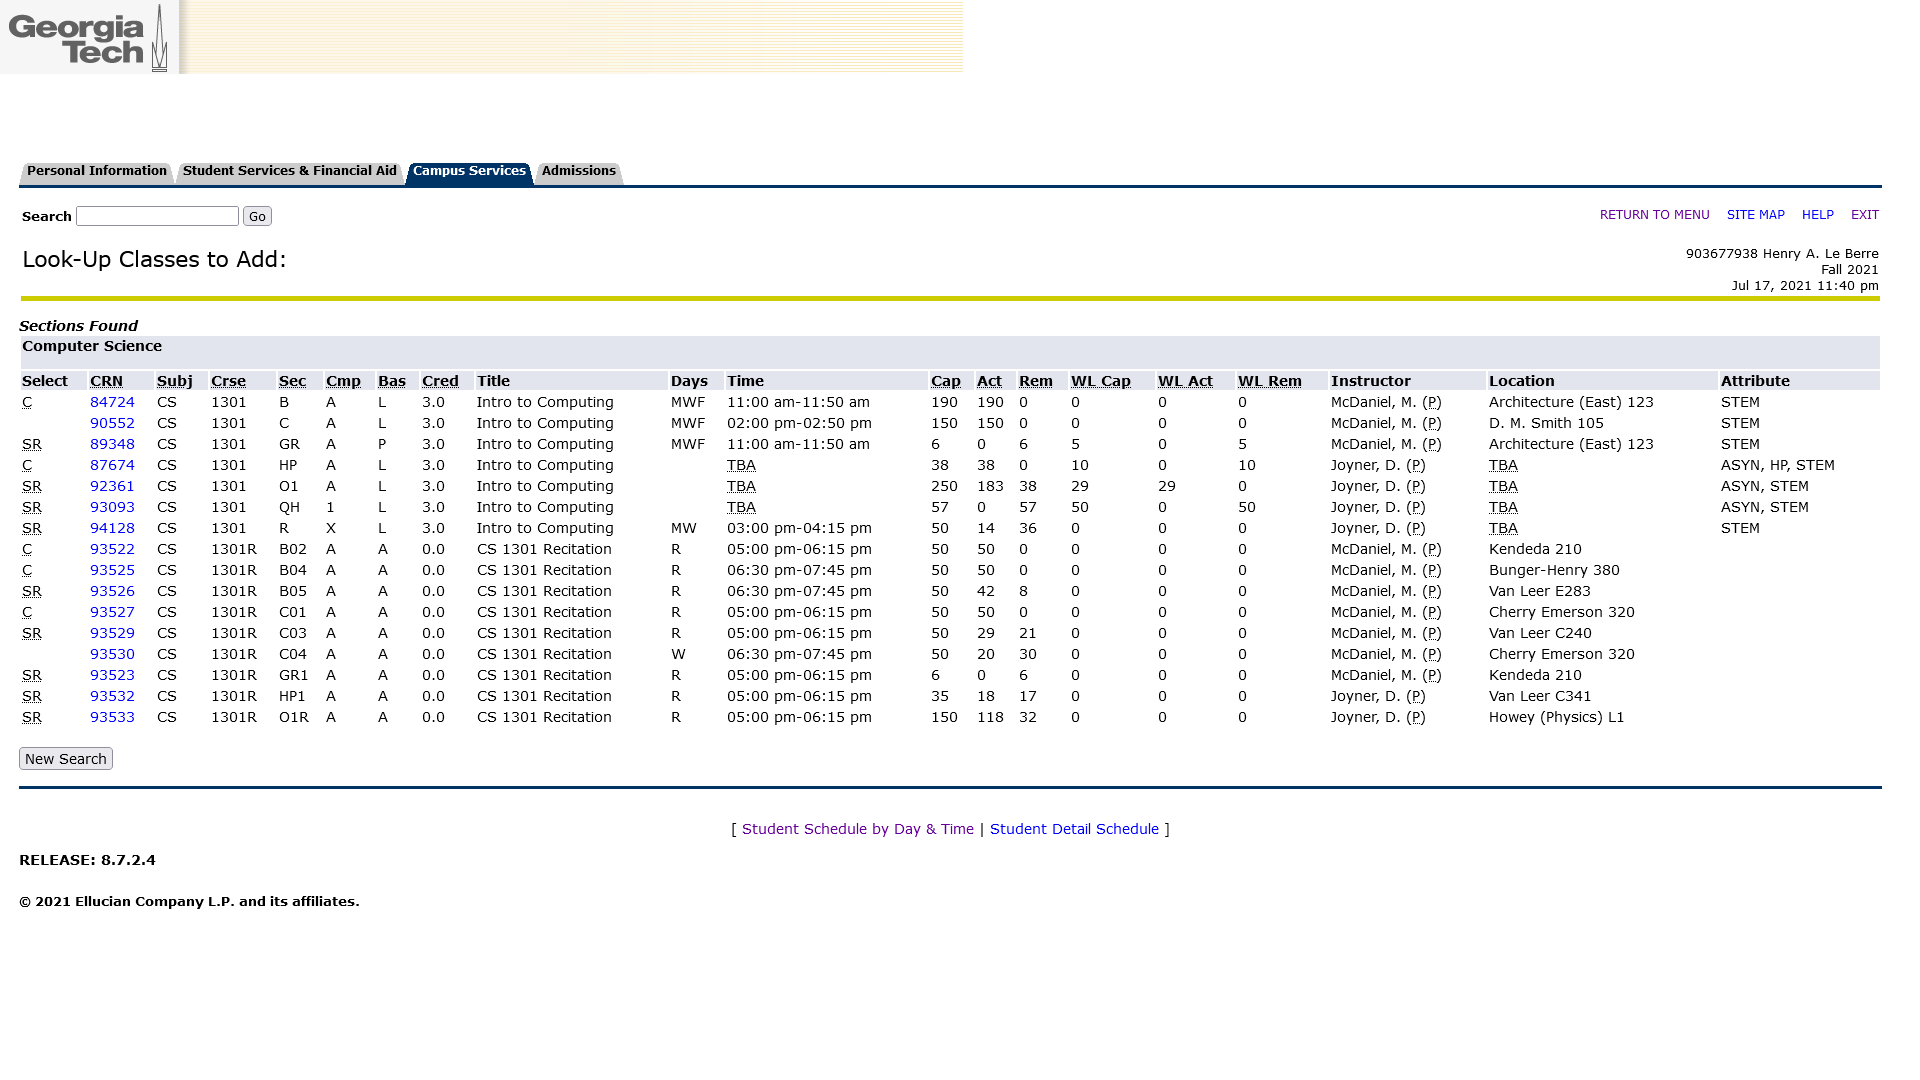 Georgia
Tech
Personal Information Student Services & Financial Aid Campus Services Admissions
Search Go RETURN TO MENU SITE MAP HELP EXIT
Look-Up Classes to Add:
903677938 Henry A. Le Berre
Fall 2021
Jul 17, 2021 11:40 pm
Sections Found
Computer Science
Select CRN Subj Crse Sec Cmp Bas Cred Title Days Time Cap Act Rem WL Cap WL Act WL Rem Instructor Location Attribute
C 84724 CS 1301 B A L 3.0 Intro to Computing MWF 11:00 am-11:50 am 190 190 0 0 0 0 McDaniel, M. (P) Architecture (East) 123 STEM
90552 CS 1301 C A L 3.0 Intro to Computing MWF 02:00 pm-02:50 pm 150 150 0 0 0 0 McDaniel, M. (P) D. M. Smith 105 STEM
SR 89348 CS 1301 GR A P 3.0 Intro to Computing MWF 11:00 am-11:50 am 6 0 6 5 0 5 McDaniel, M. (P) Architecture (East) 123 STEM
C 87674 CS 1301 HP A L 3.0 Intro to Computing TBA 38 38 0 10 0 10 Joyner, D. (P) TBA ASYN, HP, STEM
SR 92361 CS 1301 O1 A L 3.0 Intro to Computing TBA 250 183 38 29 29 0 Joyner, D. (P) TBA ASYN, STEM
SR 93093 CS 1301 QH 1 L 3.0 Intro to Computing TBA 57 0 57 50 0 50 Joyner, D. (P) TBA ASYN, STEM
SR 94128 CS 1301 R X L 3.0 Intro to Computing MW 03:00 pm-04:15 pm 50 14 36 0 0 0 Joyner, D. (P) TBA STEM
C 93522 CS 1301R B02 A A 0.0 CS 1301 Recitation R 05:00 pm-06:15 pm 50 50 0 0 0 0 McDaniel, M. (P) Kendeda 210
C 93525 CS 1301R B04 A A 0.0 CS 1301 Recitation R 06:30 pm-07:45 pm 50 50 0 0 0 0 McDaniel, M. (P) Bunger-Henry 380
SR 93526 CS 1301R B05 A A 0.0 CS 1301 Recitation R 06:30 pm-07:45 pm 50 42 8 0 0 0 McDaniel, M. (P) Van Leer E283
C 93527 CS 1301R C01 A A 0.0 CS 1301 Recitation R 05:00 pm-06:15 pm 50 50 0 0 0 0 McDaniel, M. (P) Cherry Emerson 320
SR 93529 CS 1301R C03 A A 0.0 CS 1301 Recitation R 05:00 pm-06:15 pm 50 29 21 0 0 0 McDaniel, M. (P) Van Leer C240
93530 CS 1301R C04 A A 0.0 CS 1301 Recitation W 06:30 pm-07:45 pm 50 20 30 0 0 0 McDaniel, M. (P) Cherry Emerson 320
SR 93523 CS 1301R GR1 A A 0.0 CS 1301 Recitation R 05:00 pm-06:15 pm 6 0 6 0 0 0 McDaniel, M. (P) Kendeda 210
SR 93532 CS 1301R HP1 A A 0.0 CS 1301 Recitation R 05:00 pm-06:15 pm 35 18 17 0 0 0 Joyner, D. (P) Van Leer C341
SR 93533 CS 1301R O1R A A 0.0 CS 1301 Recitation R 05:00 pm-06:15 pm 150 118 32 0 0 0 Joyner, D. (P) Howey (Physics) L1
New Search
[ Student Schedule by Day & Time | Student Detail Schedule ]
RELEASE: 8.7.2.4
© 2021 Ellucian Company L.P. and its affiliates.